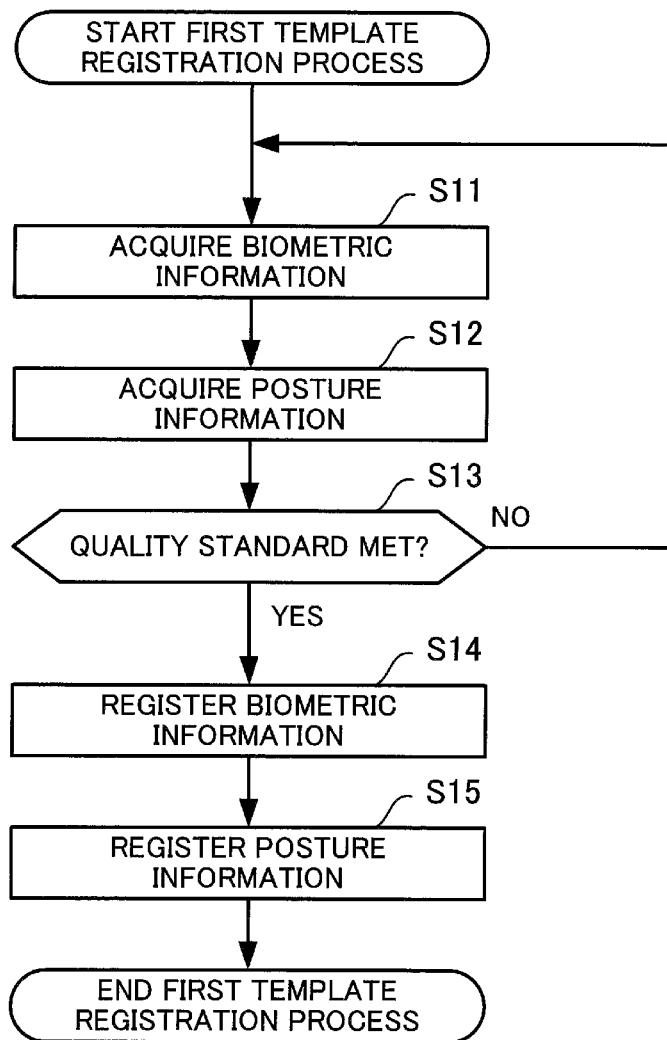 START FIRST TEMPLATE
REGISTRATION PROCESS
S11
ACQUIRE BIOMETRIC
INFORMATION
S12
ACQUIRE POSTURE
INFORMATION
S13
QUALITY STANDARD MET?
NO
YES
S14
REGISTER BIOMETRIC
INFORMATION
S15
REGISTER POSTURE
INFORMATION
END FIRST TEMPLATE
REGISTRATION PROCESS